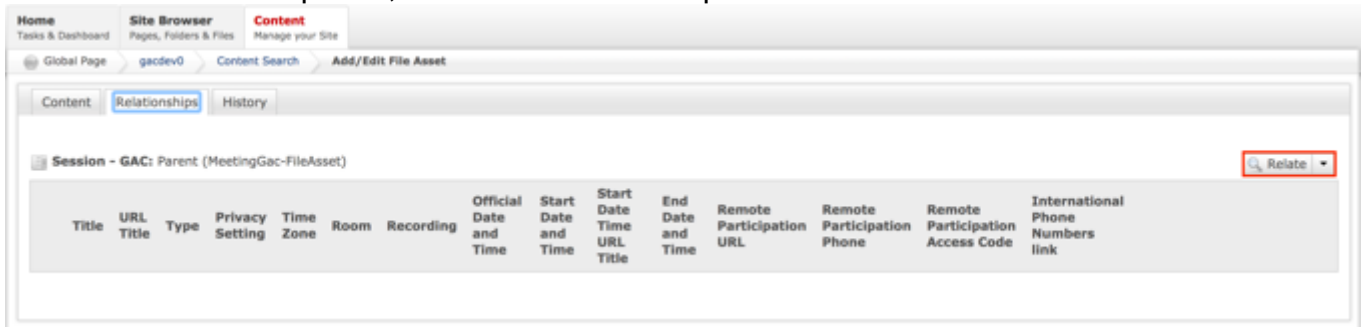 Home Site Browser Content
Tasks & Dashboard Pages, Folders & Files Manage your Site
Global Page gacdev0 Content Search Add/Edit File Asset
Content Relationships History
Session - GAC: Parent (MeetingGac-FileAsset)
Relate
Title
URL Title
Type
Privacy Setting
Time Zone
Room
Recording
Official Date and Time
Start Date and Time
Start Date Time URL Title
End Date and Time
Remote Participation URL
Remote Participation Phone
Remote Participation Access Code
International Phone Numbers link